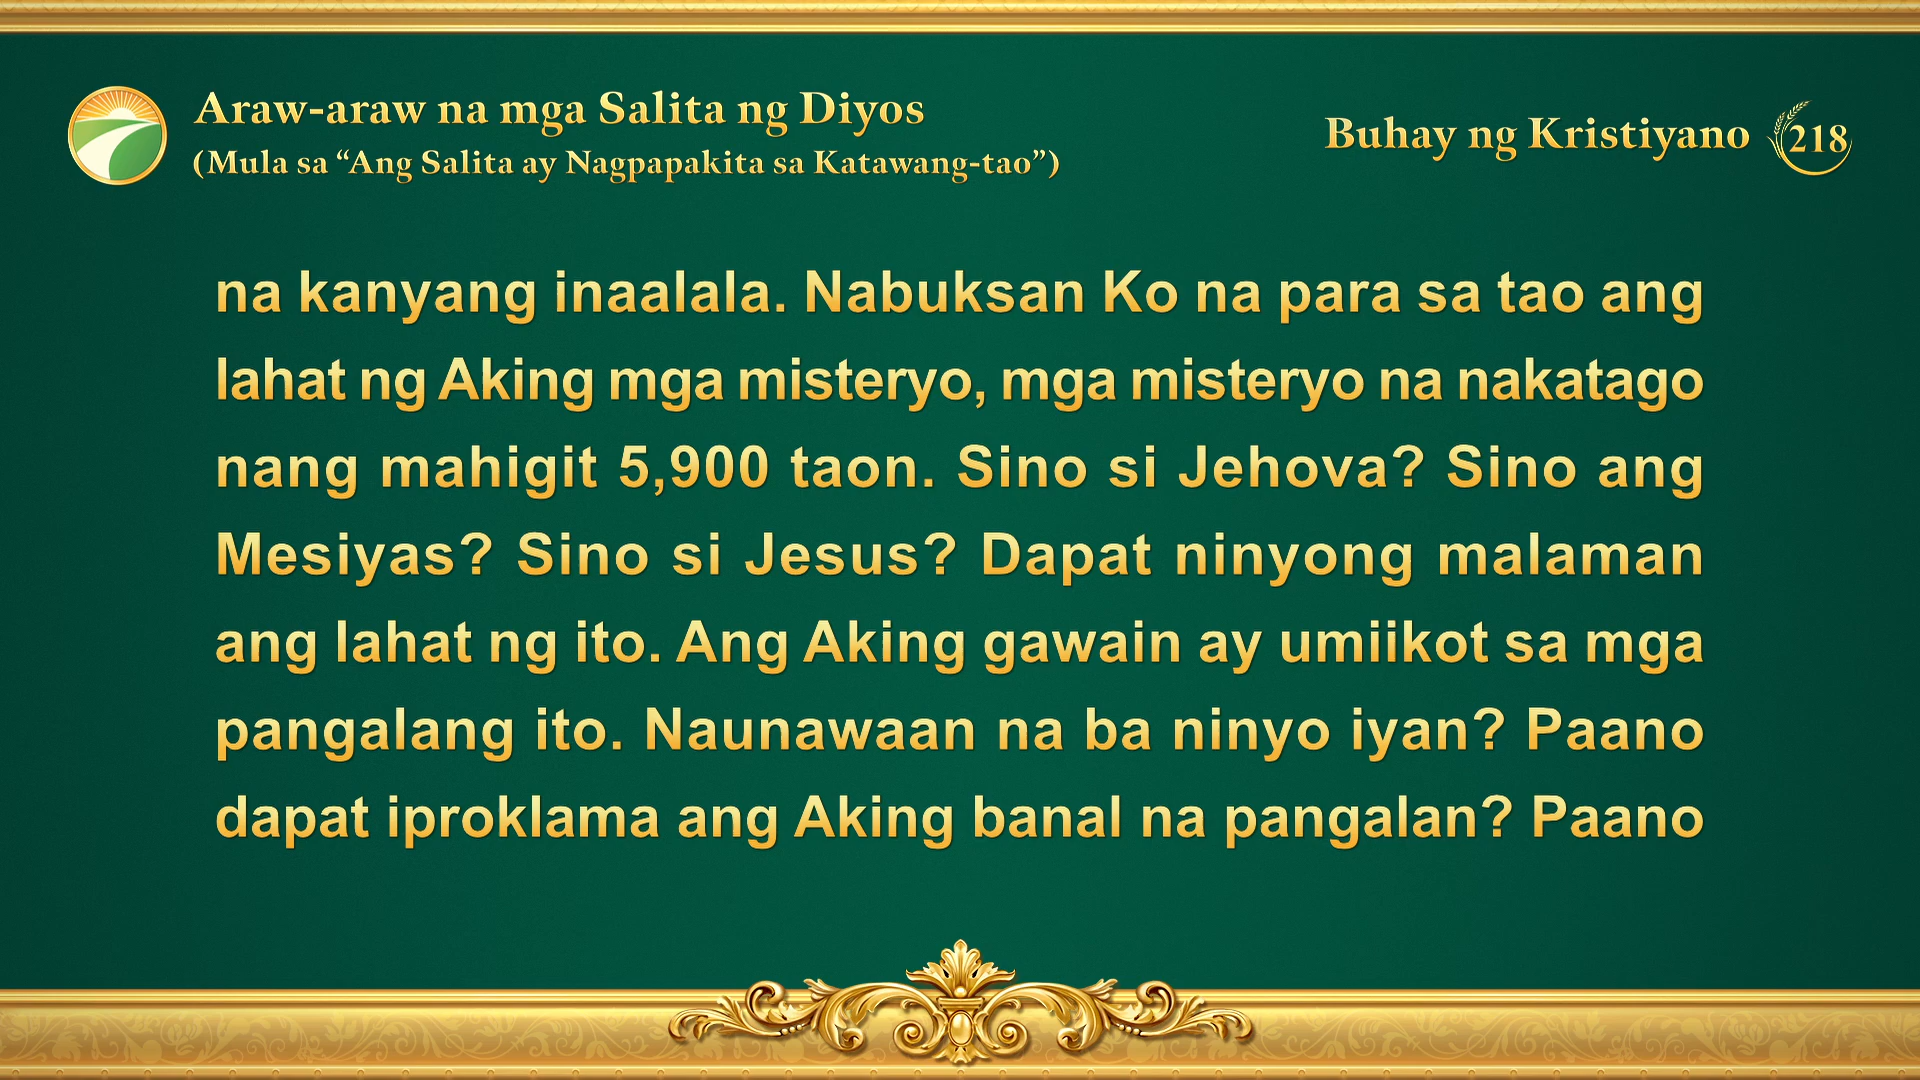 Araw-araw na mga Salita ng Diyos
(Mula sa “Ang Salita ay Nagpapakita sa Katawang-tao”)
Buhay ng Kristiyano 218
na kanyang inaalala. Nabuksan Ko na para sa tao ang
lahat ng Aking mga misteryo, mga misteryo na nakatago
nang mahigit 5,900 taon. Sino si Jehova? Sino ang
Mesiyas? Sino si Jesus? Dapat ninyong malaman
ang lahat ng ito. Ang Aking gawain ay umiikot sa mga
pangalang ito. Naunawaan na ba ninyo iyan? Paano
dapat iproklama ang Aking banal na pangalan? Paano